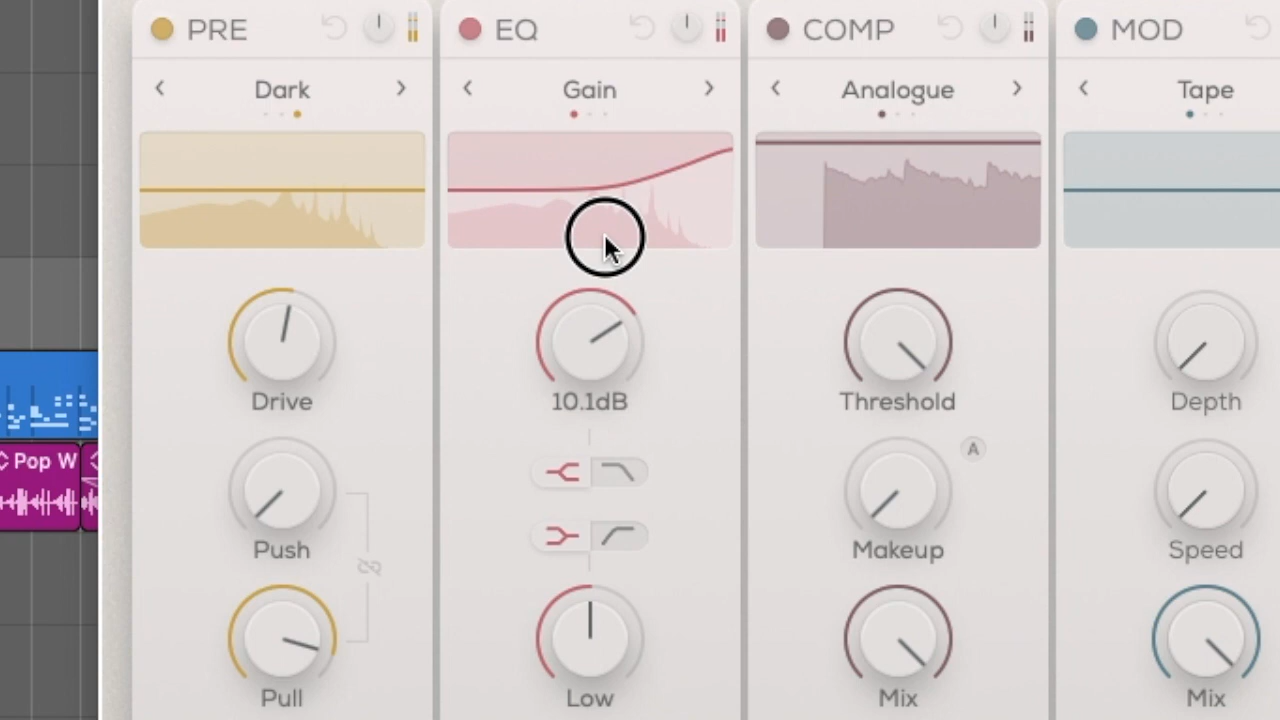 PRE
EQ
COMP
MOD
Dark
Gain
Analogue
Tape
Drive
10.1dB
Threshold
Depth
A
Push
Makeup
Speed
Pull
Low
Mix
Mix
Pop W